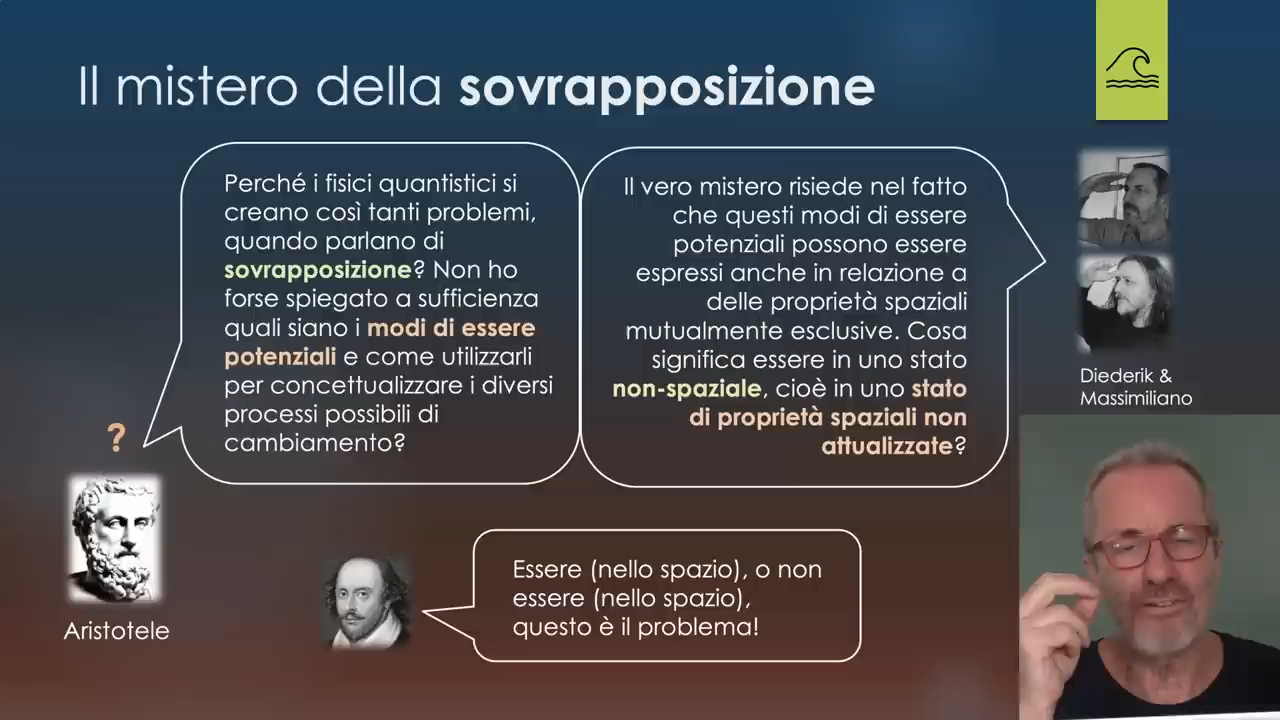 Il mistero della sovrapposizione
Perché i fisici quantistici si
creano così tanti problemi,
quando parlano di
sovrapposizione? Non ho
forse spiegato a sufficienza
quali siano i modi di essere
potenziali e come utilizzarli
per concettualizzare i diversi
processi possibili di
cambiamento?
Il vero mistero risiede nel fatto
che questi modi di essere
potenziali possono essere
espressi anche in relazione a
delle proprietà spaziali
mutualmente esclusive. Cosa
significa essere in uno stato
non-spaziale, cioè in uno stato
di proprietà spaziali non
attualizzate?
Diederik &
Massimiliano
?
Aristotele
Essere (nello spazio), o non
essere (nello spazio),
questo è il problema!